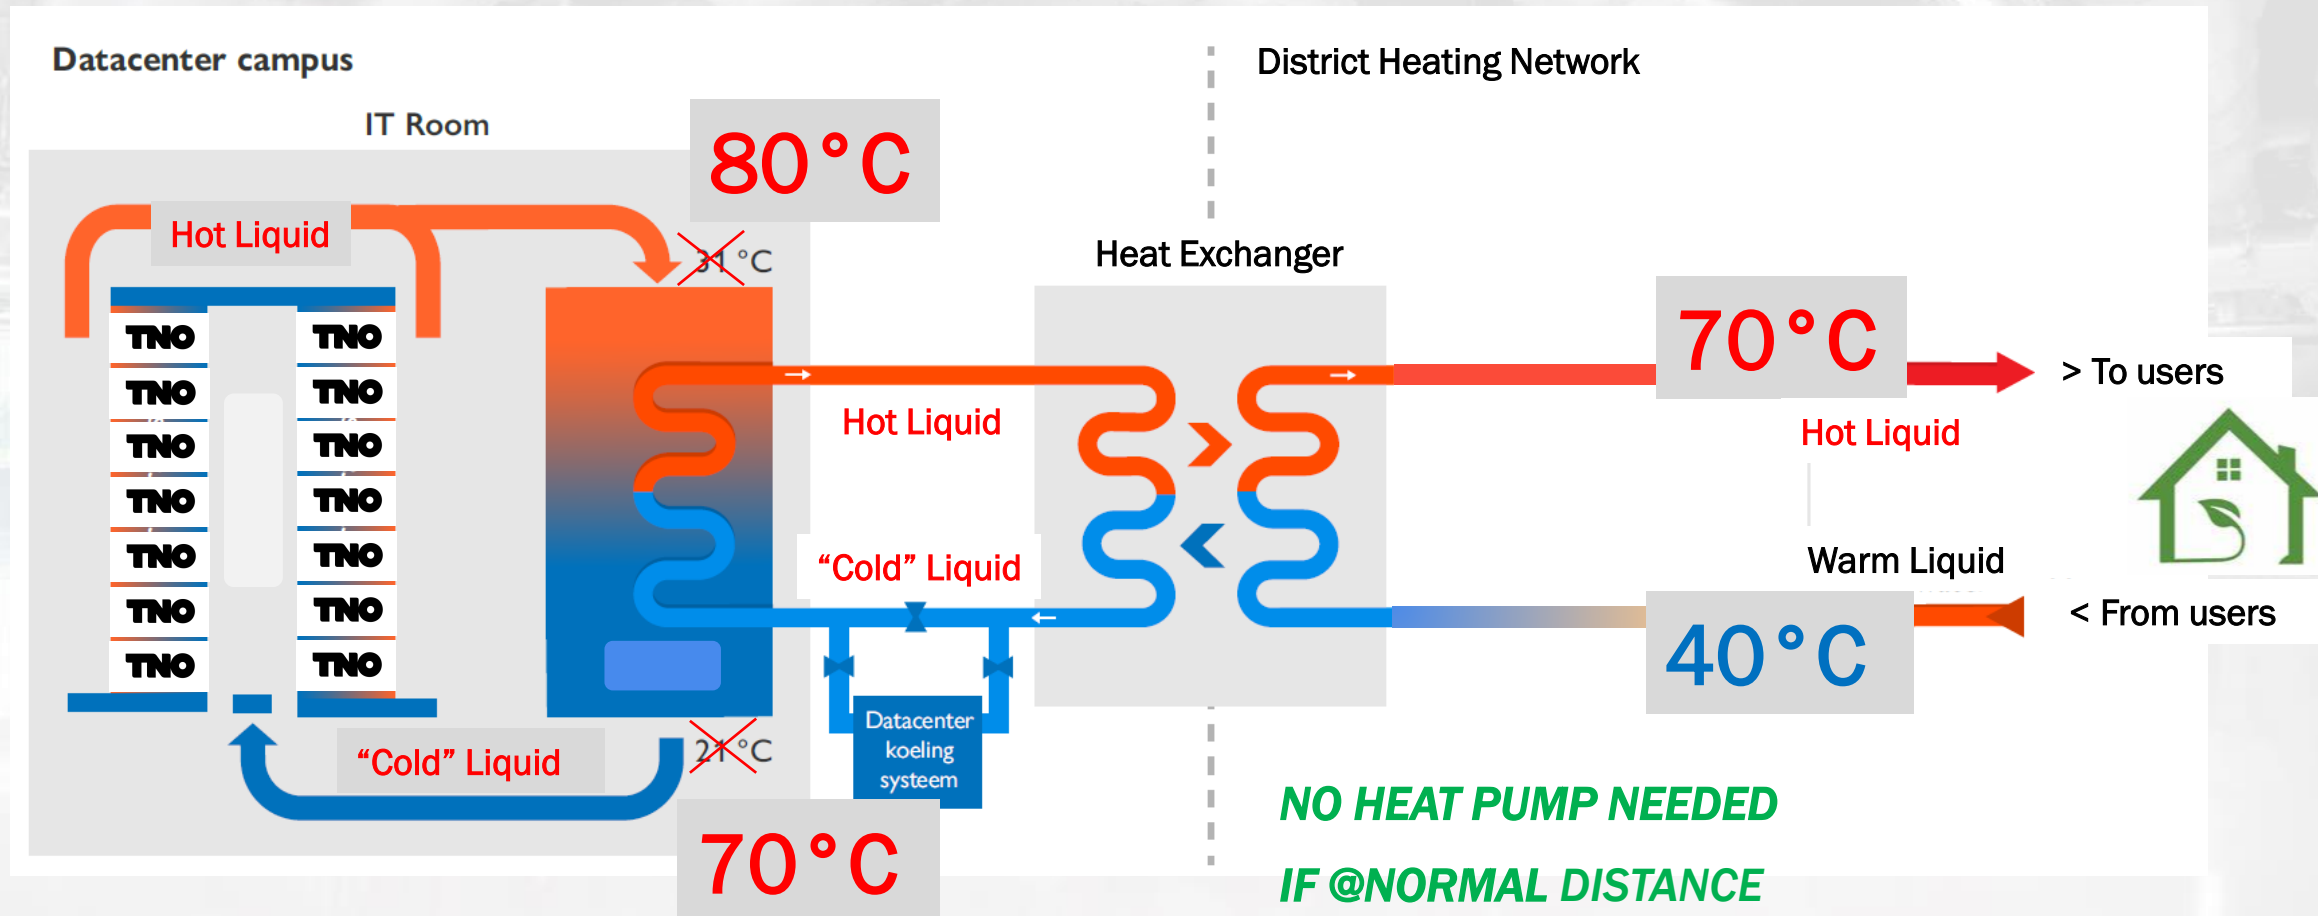 Datacenter campus
District Heating Network
IT Room
80°C
Hot Liquid
31 °C
Heat Exchanger
TNO TNO
TNO TNO
TNO TNO
TNO TNO
TNO TNO
TNO TNO
TNO TNO
Hot Liquid
70°C
> To users
Hot Liquid
"Cold" Liquid
Warm Liquid
40°C
< From users
Datacenter
koeling
systeem
21 °C
"Cold" Liquid
70°C
NO HEAT PUMP NEEDED
IF @NORMAL DISTANCE